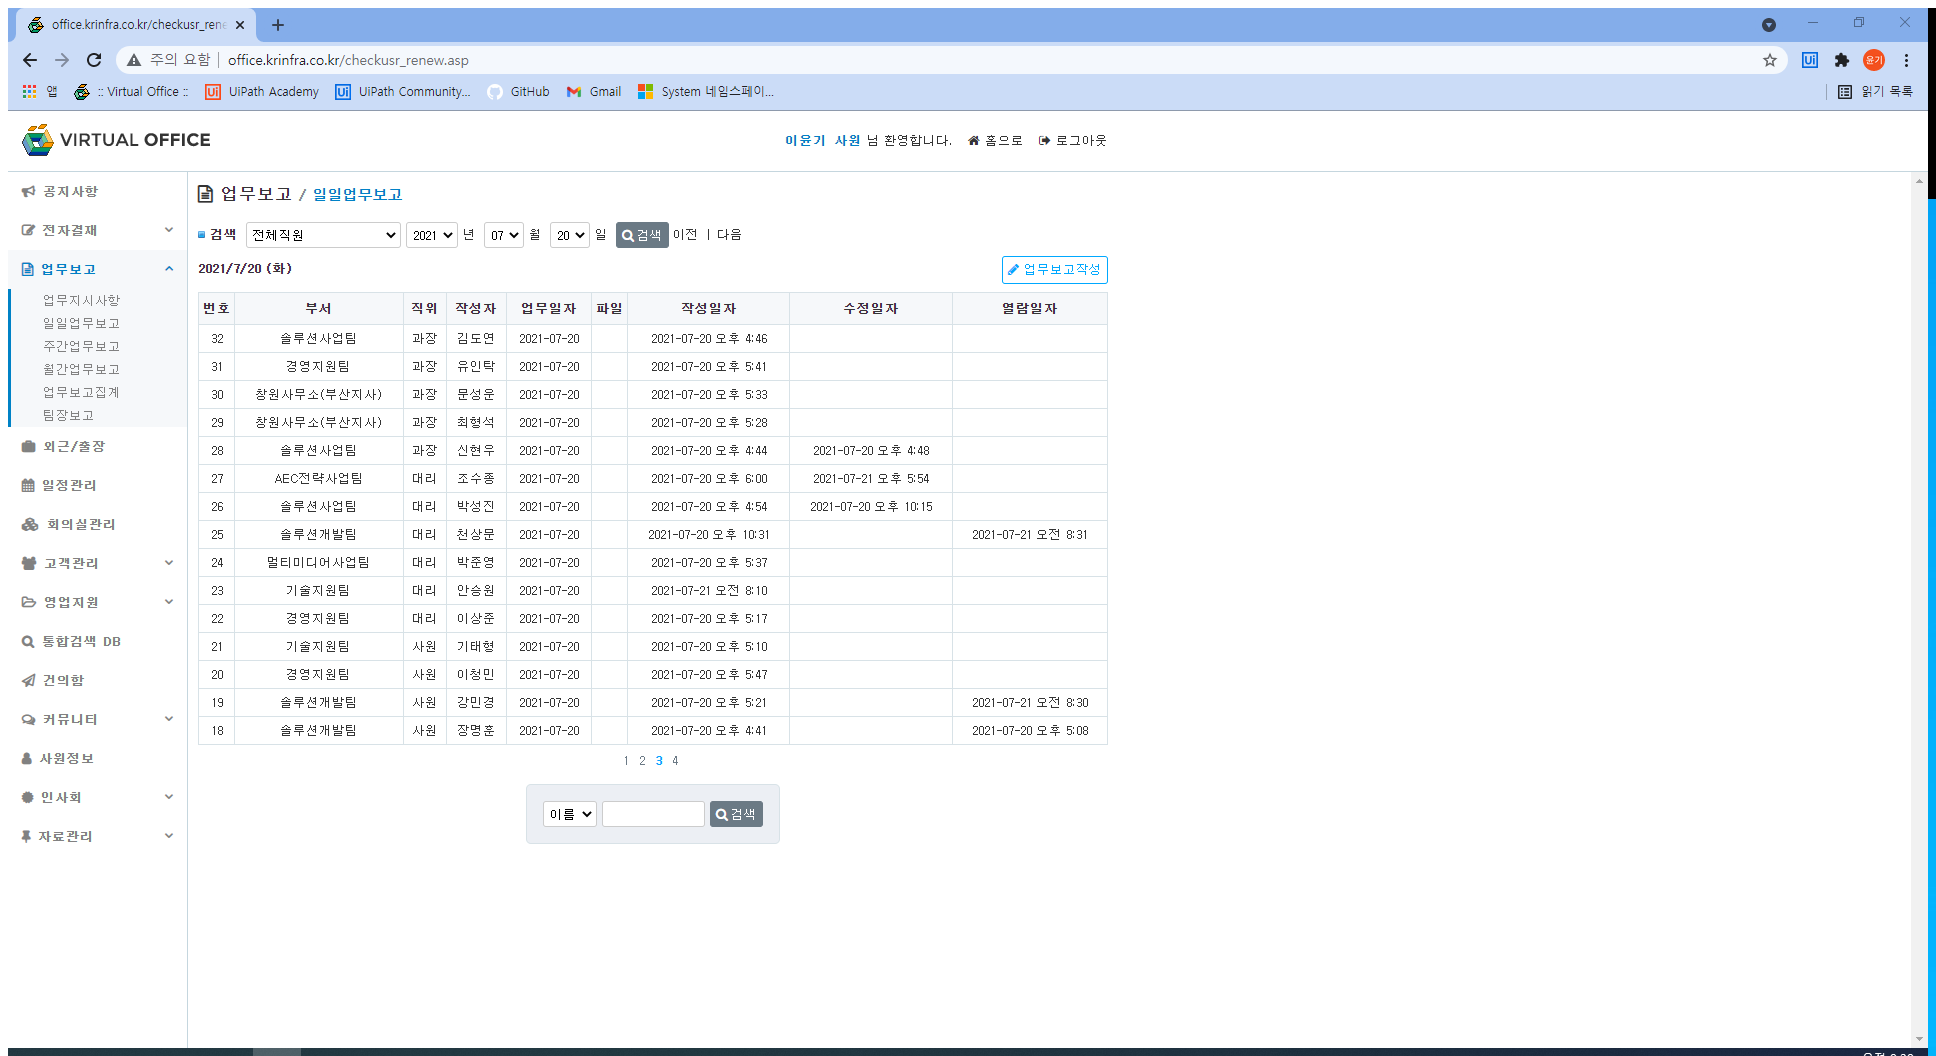 office.krinfra.co.kr/checkusr_rene
주의 요함 office.krinfra.co.kr/checkusr_renew.asp 윤기
앱 :: Virtual Office :: UiPath Academy UiPath Community... GitHub Gmail System 네임스페이... 읽기 목록
VIRTUAL OFFICE 이윤기 사원 님 환영합니다. 홈으로 로그아웃
공지사항
전자결재
업무보고
업무지시사항
일일업무보고
주간업무보고
월간업무보고
업무보고집계
팀장보고
외근/출장
일정관리
회의실관리
고객관리
영업지원
통합검색 DB
건의함
커뮤니티
사원정보
인사회
자료관리
업무보고 / 일일업무보고
검색 전체직원 2021 년 07 월 20 일 검색 이전 | 다음
2021/7/20 (화) 업무보고작성
번호 부서 직위 작성자 업무일자 파일 작성일자 수정일자 열람일자
32 솔루션사업팀 과장 김도연 2021-07-20 2021-07-20 오후 4:46
31 경영지원팀 과장 유인탁 2021-07-20 2021-07-20 오후 5:41
30 창원사무소(부산지사) 과장 문성운 2021-07-20 2021-07-20 오후 5:33
29 창원사무소(부산지사) 과장 최형석 2021-07-20 2021-07-20 오후 5:28
28 솔루션사업팀 과장 신현우 2021-07-20 2021-07-20 오후 4:44 2021-07-20 오후 4:48
27 AEC전략사업팀 대리 조수종 2021-07-20 2021-07-20 오후 6:00 2021-07-21 오후 5:54
26 솔루션사업팀 대리 박성진 2021-07-20 2021-07-20 오후 4:54 2021-07-20 오후 10:15
25 솔루션개발팀 대리 천상문 2021-07-20 2021-07-20 오후 10:31 2021-07-21 오전 8:31
24 멀티미디어사업팀 대리 박준영 2021-07-20 2021-07-20 오후 5:37
23 기술지원팀 대리 안승원 2021-07-20 2021-07-21 오전 8:10
22 경영지원팀 대리 이상준 2021-07-20 2021-07-20 오후 5:17
21 기술지원팀 사원 기태형 2021-07-20 2021-07-20 오후 5:10
20 경영지원팀 사원 이청민 2021-07-20 2021-07-20 오후 5:47
19 솔루션개발팀 사원 강민경 2021-07-20 2021-07-20 오후 5:21 2021-07-21 오전 8:30
18 솔루션개발팀 사원 장명훈 2021-07-20 2021-07-20 오후 4:41 2021-07-20 오후 5:08
1 2 3 4
이름 검색